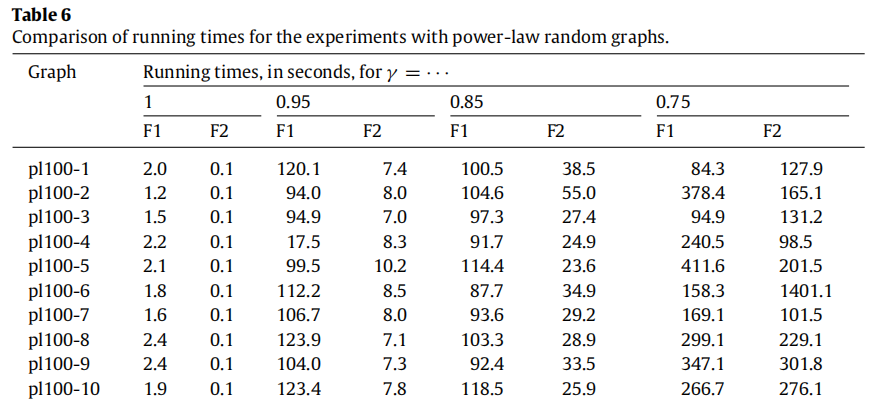 Table 6
Comparison of running times for the experiments with power-law random graphs.
Graph Running times, in seconds, for γ = ···
1 0.95 0.85 0.75
F1 F2 F1 F2 F1 F2 F1 F2
pl100-1 2.0 0.1 120.1 7.4 100.5 38.5 84.3 127.9
pl100-2 1.2 0.1 94.0 8.0 104.6 55.0 378.4 165.1
pl100-3 1.5 0.1 94.9 7.0 97.3 27.4 94.9 131.2
pl100-4 2.2 0.1 17.5 8.3 91.7 24.9 240.5 98.5
pl100-5 2.1 0.1 99.5 10.2 114.4 23.6 411.6 201.5
pl100-6 1.8 0.1 112.2 8.5 87.7 34.9 158.3 1401.1
pl100-7 1.6 0.1 106.7 8.0 93.6 29.2 169.1 101.5
pl100-8 2.4 0.1 123.9 7.1 103.3 28.9 299.1 229.1
pl100-9 2.4 0.1 104.0 7.3 92.4 33.5 347.1 301.8
pl100-10 1.9 0.1 123.4 7.8 118.5 25.9 266.7 276.1